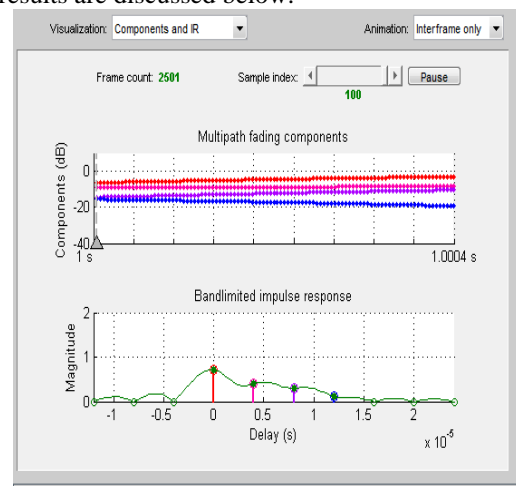 results are discussed below.
Visualization: Components and IR Animation: Interframe only
Frame count: 2501 Sample index: Pause
100
Multipath fading components
Components (dB)
0
-20
-40
1 s 1.0004 s
Bandlimited impulse response
Magnitude
2
1
0
-1 -0.5 0 0.5 1 1.5 2
Delay (s)
x 10-5